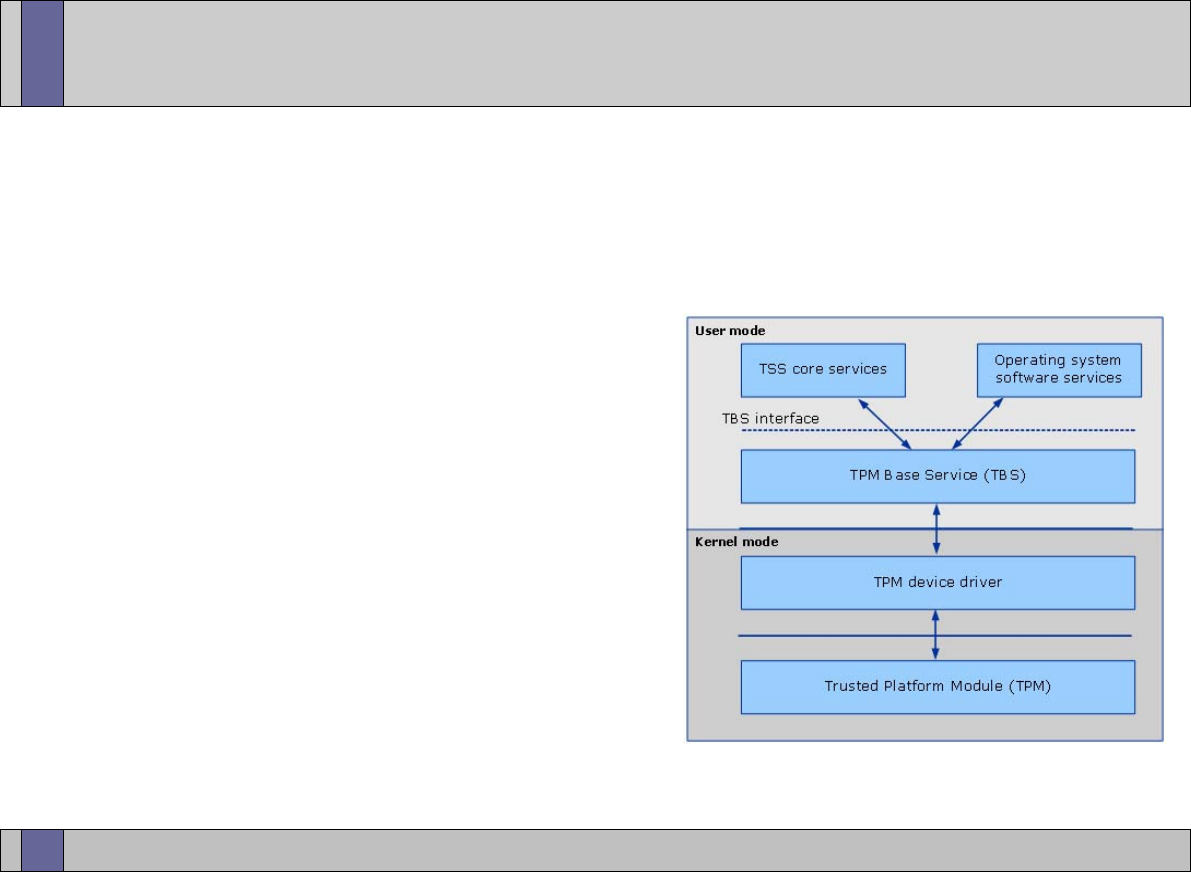 User mode
TSS core services
Operating system
software services
TBS interface
TPM Base Service (TBS)
Kernel mode
TPM device driver
Trusted Platform Module (TPM)